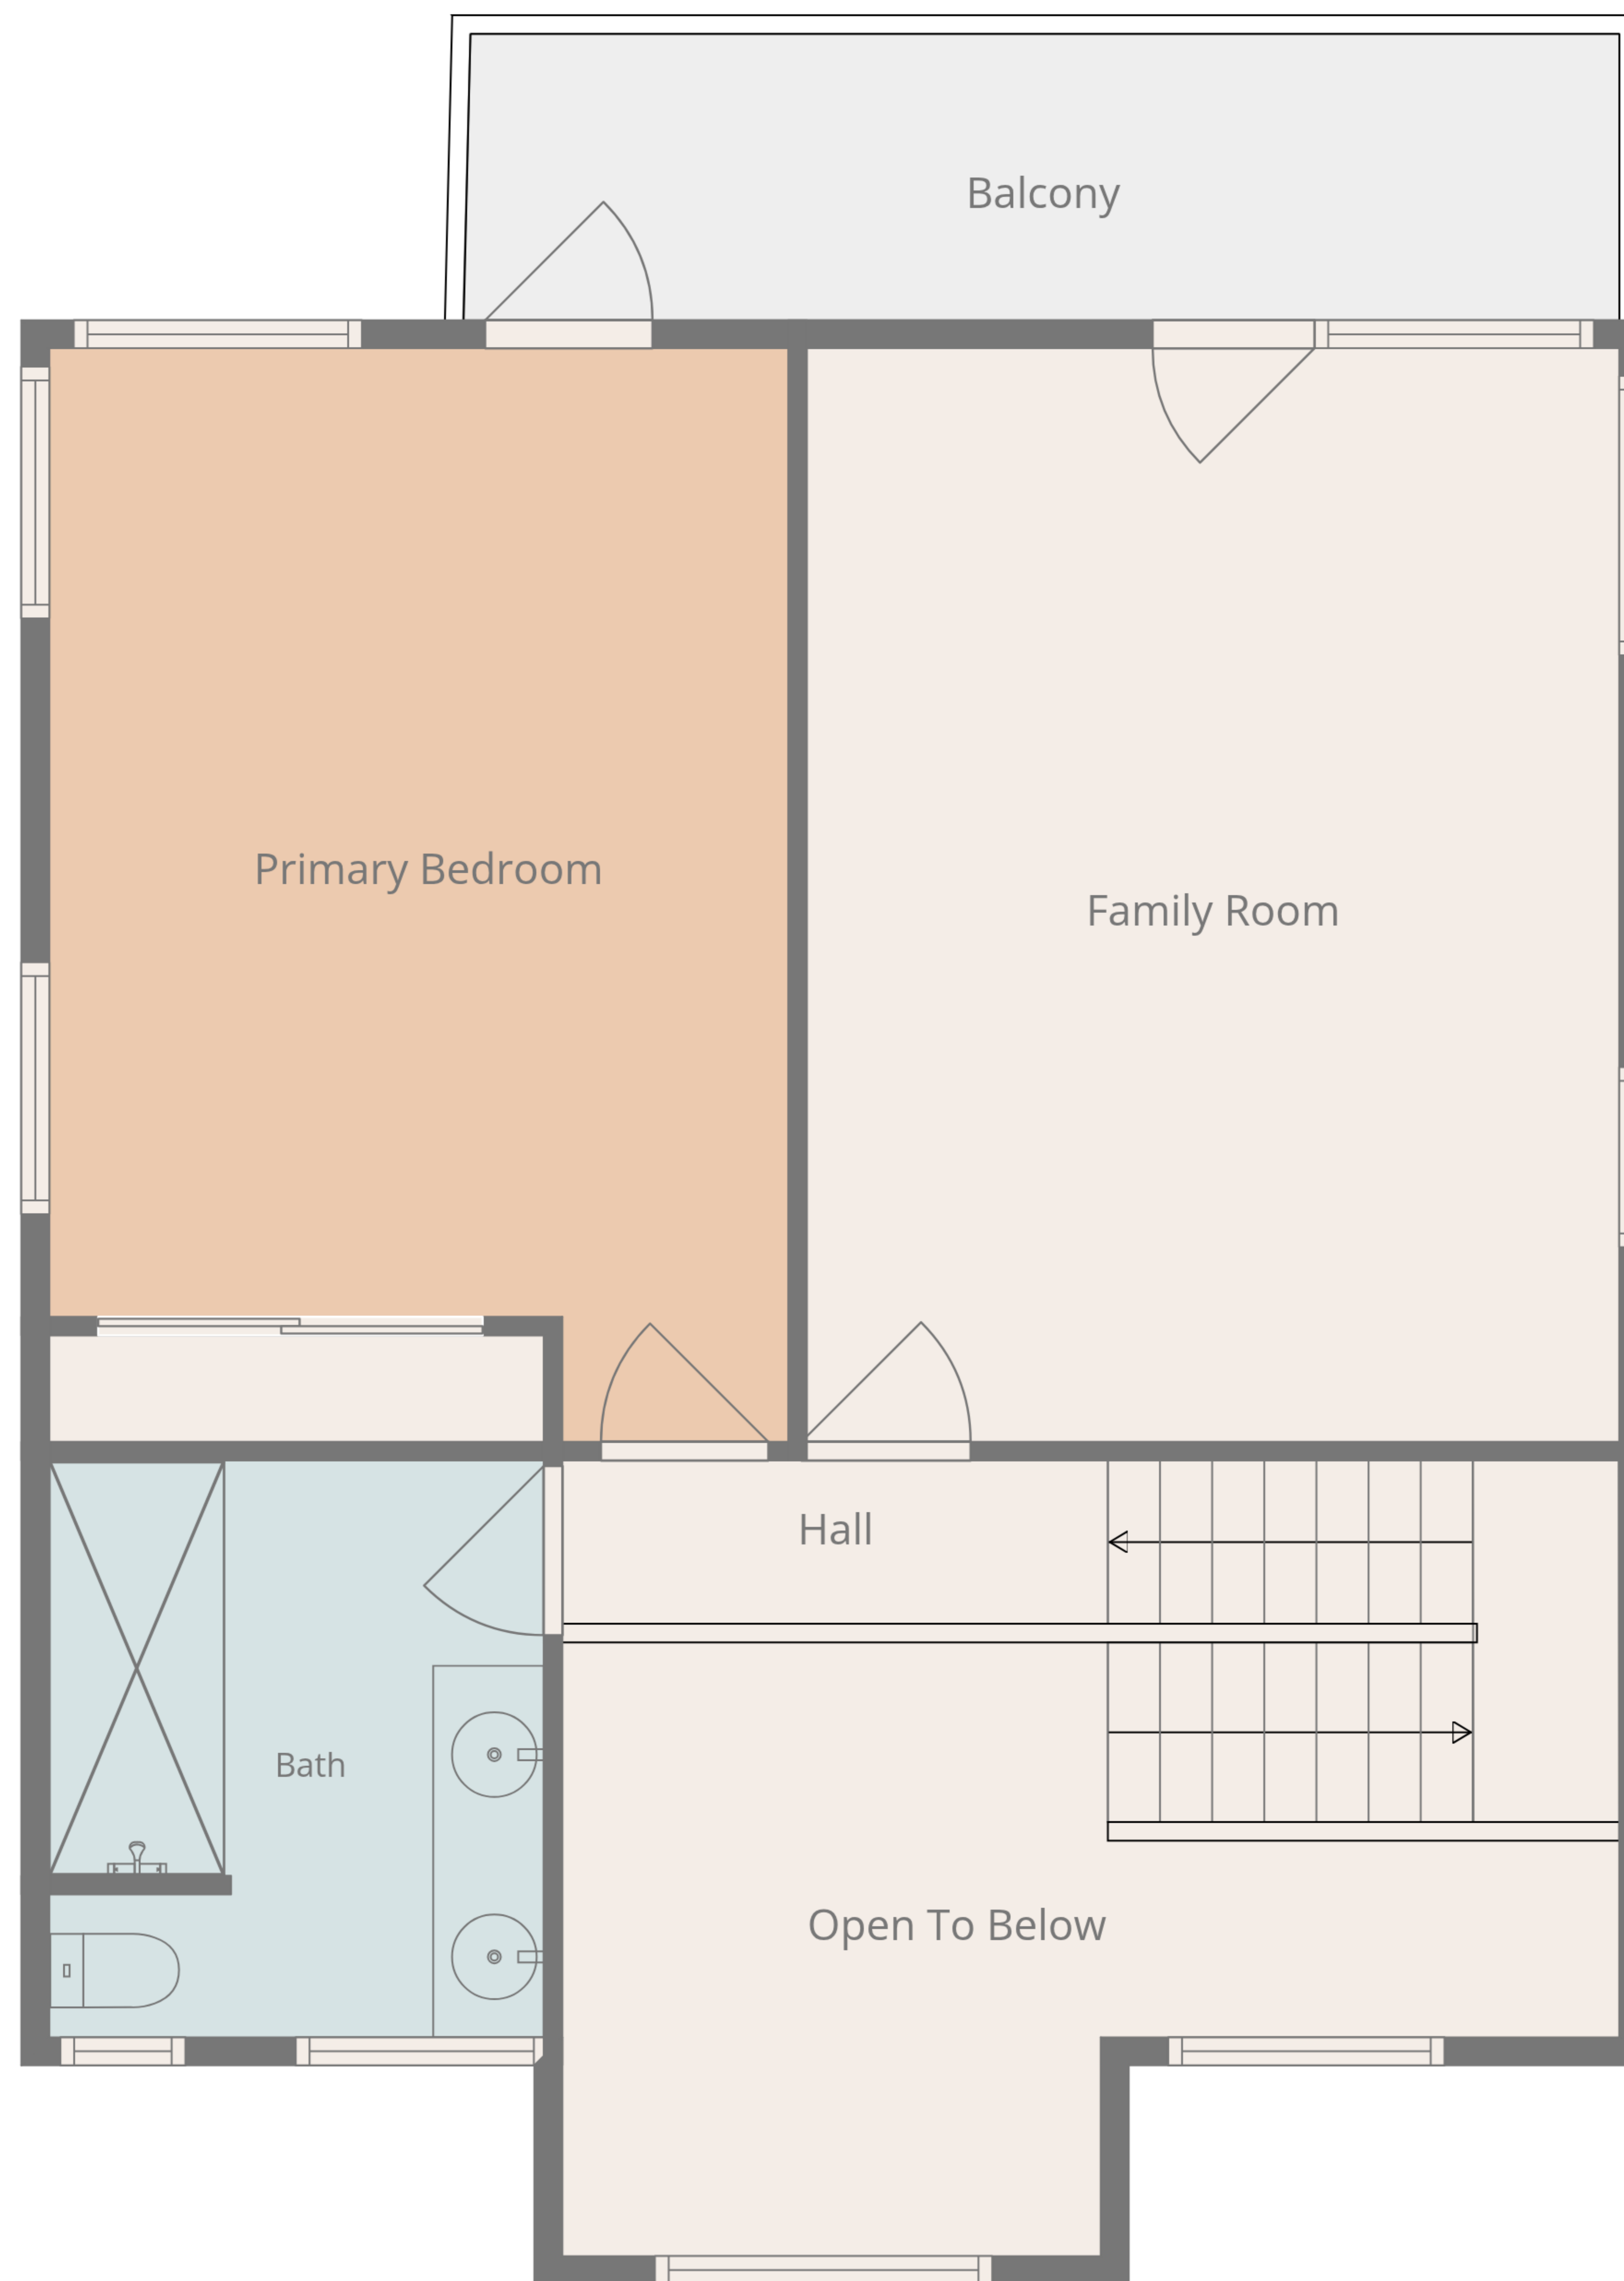 Balcony
Primary Bedroom
Family Room
Hall
Bath
Open To Below